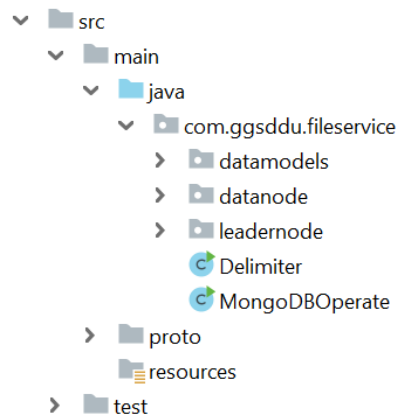 src
main
java
com.ggsddu.fileservice
datamodels
datanode
leadernode
C Delimiter
C MongoDBOperate
proto
resources
test